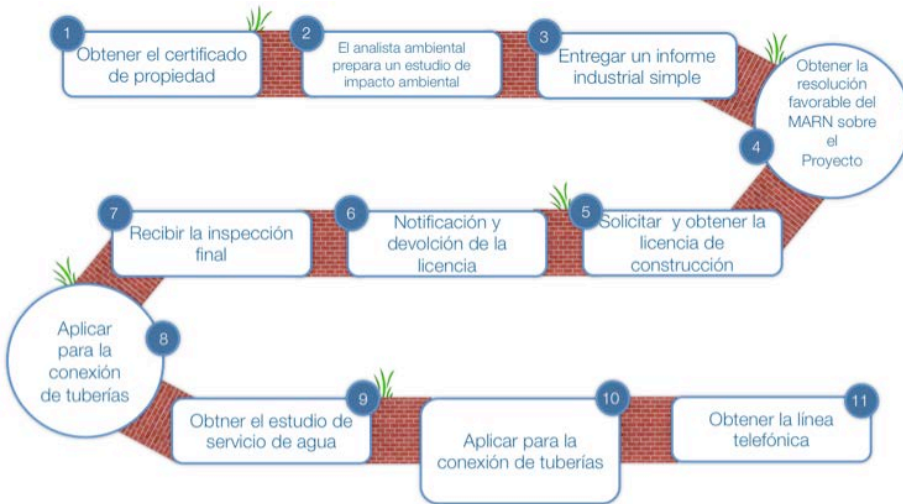 1
Obtener el certificado
de propiedad
2
El analista ambiental
prepara un estudio de
impacto ambiental
3
Entregar un informe
industrial simple
4
Obtener la
resolución
favorable del
MARN sobre
el
Proyecto
5
Solicitar y obtener la
licencia de
construcción
6
Notificación y
devolción de la
licencia
7
Recibir la inspección
final
8
Aplicar
para la
conexión
de tuberías
9
Obtner el estudio de
servicio de agua
10
Aplicar para la
conexión de tuberías
11
Obtener la línea
telefónica